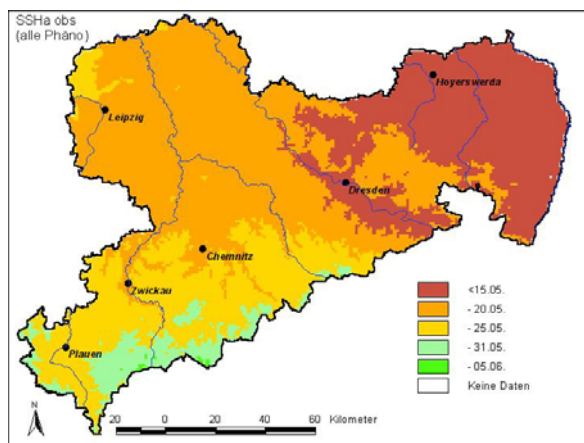 SSHa obs
(alle Phäno)
Hoyerswerda
Leipzig
Dresden
Chemnitz
Zwickau
Plauen
<15.05.
- 20.05.
- 25.05.
- 31.05.
- 05.06.
Keine Daten
N
20 0 20 40 60 Kilometer